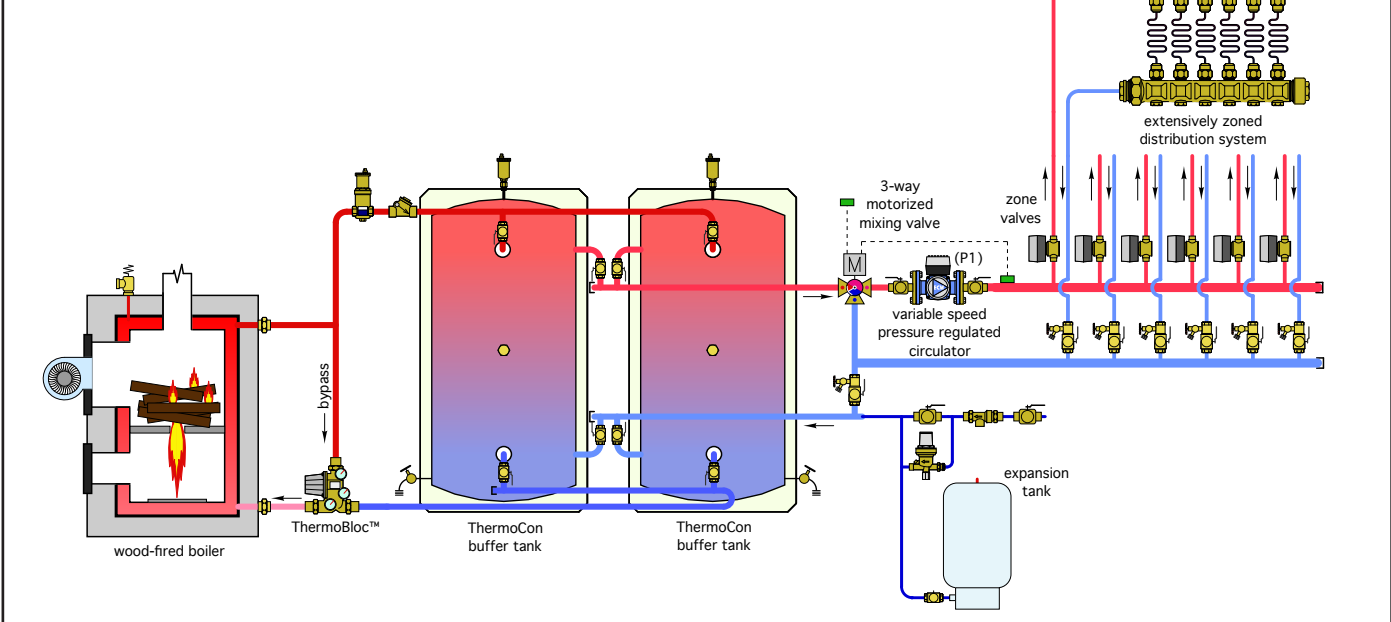 extensively zoned
distribution system
3-way
motorized
mixing valve
zone
valves
M
(P1)
variable speed
pressure regulated
circulator
bypass
ThermoBloc™
wood-fired boiler
ThermoCon
buffer tank
ThermoCon
buffer tank
expansion
tank